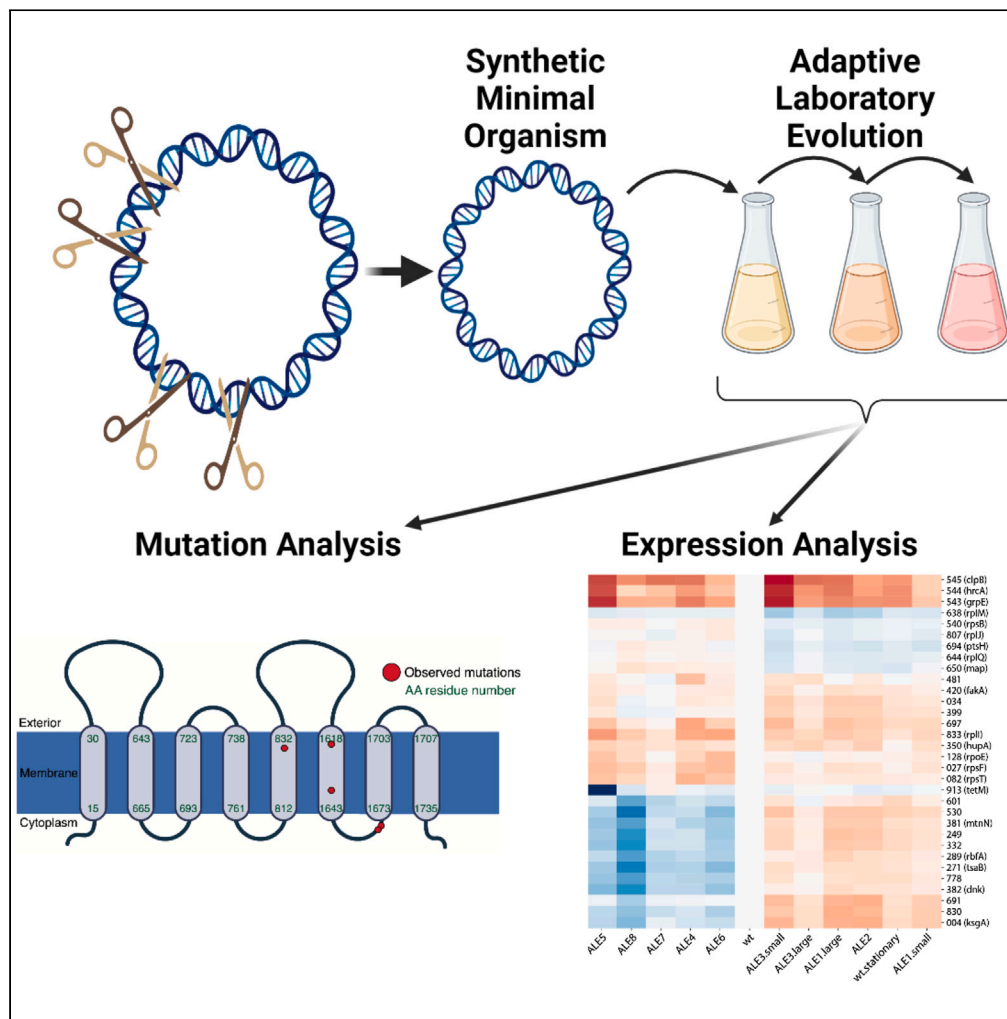 Synthetic
Minimal
Organism
Adaptive
Laboratory
Evolution
Mutation Analysis
Observed mutations
AA residue number
Exterior
30 643 723 738 832 1618 1703 1707
Membrane
15 665 693 761 812 1643 1673 1735
Cytoplasm
Expression Analysis
545 (clpB)
544 (hrcA)
543 (grpE)
638 (rplM)
540 (rpsB)
807 (rplJ)
694 (ptsH)
644 (rplQ)
650 (map)
481
420 (fakA)
034
399
697
833 (rplI)
350 (hupA)
128 (rpoE)
027 (rpsF)
082 (rpsT)
913 (tetM)
601
530
381 (mtnN)
249
332
289 (rbfA)
271 (tsaB)
778
382 (dnk)
691
830
004 (ksgA)
ALE5 ALE8 ALE7 ALE4 ALE6 wt ALE3.small ALE3.large ALE1.large ALE2 wt.stationary ALE1.small